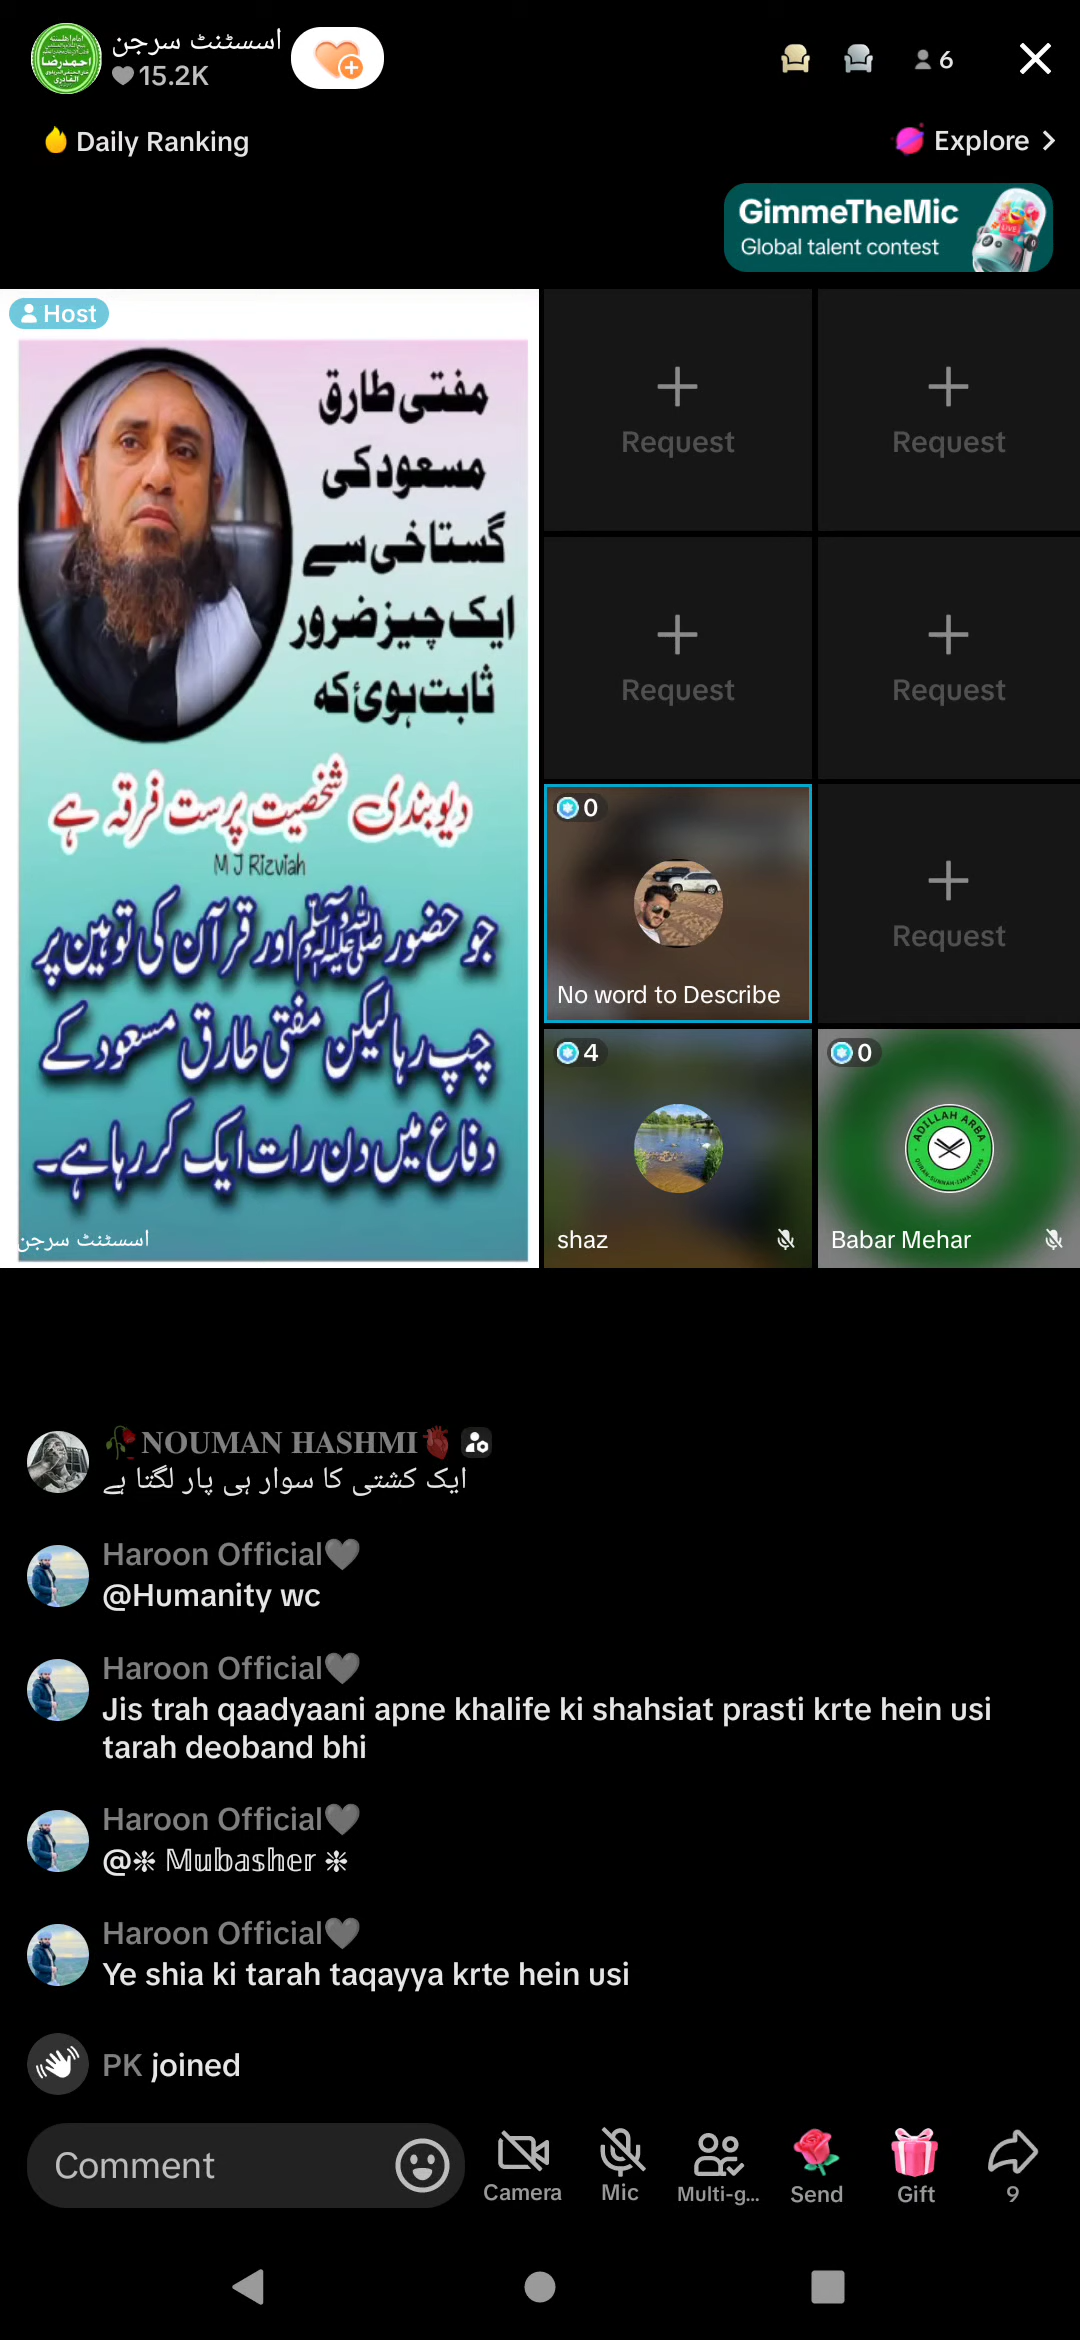 اسسٹنٹ سرجن
15.2K
6
Daily Ranking
Explore
GimmeTheMic
Global talent contest
LIVE
Host
مفتی طارق
مسعود کی
گستاخی سے
ایک چیز ضرور
ثابت ہوئ کہ
دیوبندی شخصیت پرست فرقہ ہے
M J Rizviah
جو حضور ﷺ اور قرآن کی توہین پر
چپ رہا لیکن مفتی طارق مسعود کے
دفاع میں دن رات ایک کر رہا ہے۔
اسسٹنٹ سرجن
Request
Request
Request
Request
0
No word to Describe
Request
4
shaz
0
ADILLAH ARBA
Babar Mehar
🥀NOUMAN HASHMI🫀
ایک کشتی کا سوار ہی پار لگتا ہے
Haroon Official🖤
@Humanity wc
Haroon Official🖤
Jis trah qaadyaani apne khalife ki shahsiat prasti krte hein usi
tarah deoband bhi
Haroon Official🖤
@❈ 𝕄𝕦𝕓𝕒𝕤𝕙𝕖𝕣 ❈
Haroon Official🖤
Ye shia ki tarah taqayya krte hein usi
PK joined
Comment
Camera
Mic
Multi-g...
Send
Gift
9